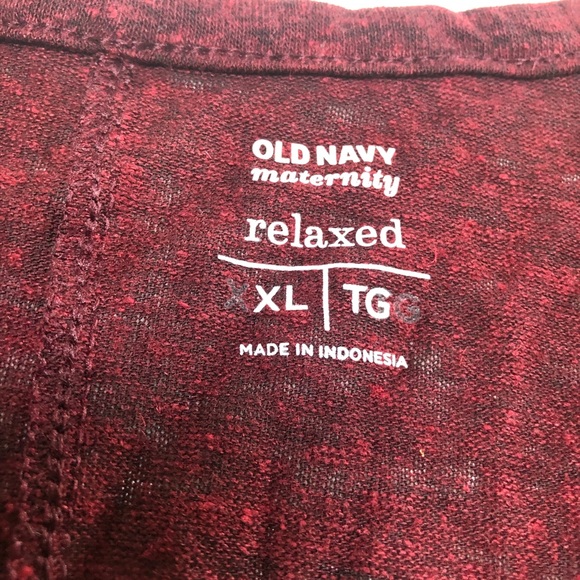 OLD NAVY
maternity
relaxed
XXL TGG
MADE IN INDONESIA